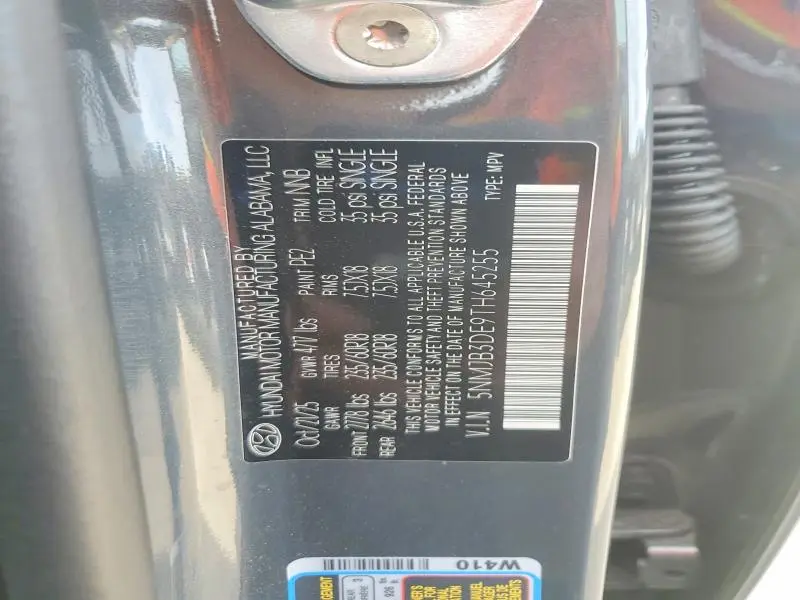 MANUFACTURED BY
HYUNDAI MOTOR MANUFACTURING ALABAMA, LLC
Oct/21/25 GVWR 4717 lbs PAINT PE2 TRIM NNB
GAWR TIRES RIMS COLD TIRE INFL
FRONT 2778 lbs 235/60R18 7.5JX18 35 psi SINGLE
REAR 2646 lbs 235/60R18 7.5JX18 35 psi SINGLE
THIS VEHICLE CONFORMS TO ALL APPLICABLE U.S.A. FEDERAL
MOTOR VEHICLE SAFETY AND THEFT PREVENTION STANDARDS
IN EFFECT ON THE DATE OF MANUFACTURE SHOWN ABOVE
V.I.N 5NMJB3DE9TH645255 TYPE: MPV
W410